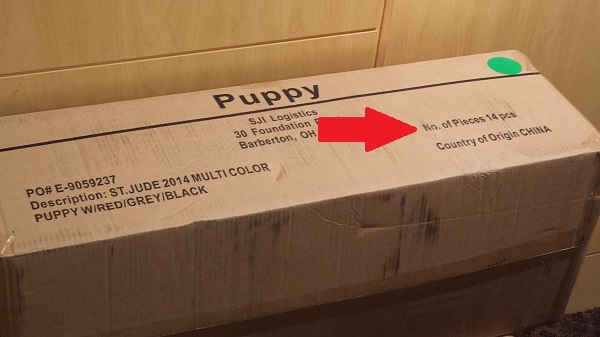 Puppy
SJI Logistics
30 Foundation
Barberton, OH
No. of Pieces 14 pcs
Country of Origin CHINA
PO# E-9059237
Description: ST.JUDE 2014 MULTI COLOR
PUPPY W/RED/GREY/BLACK